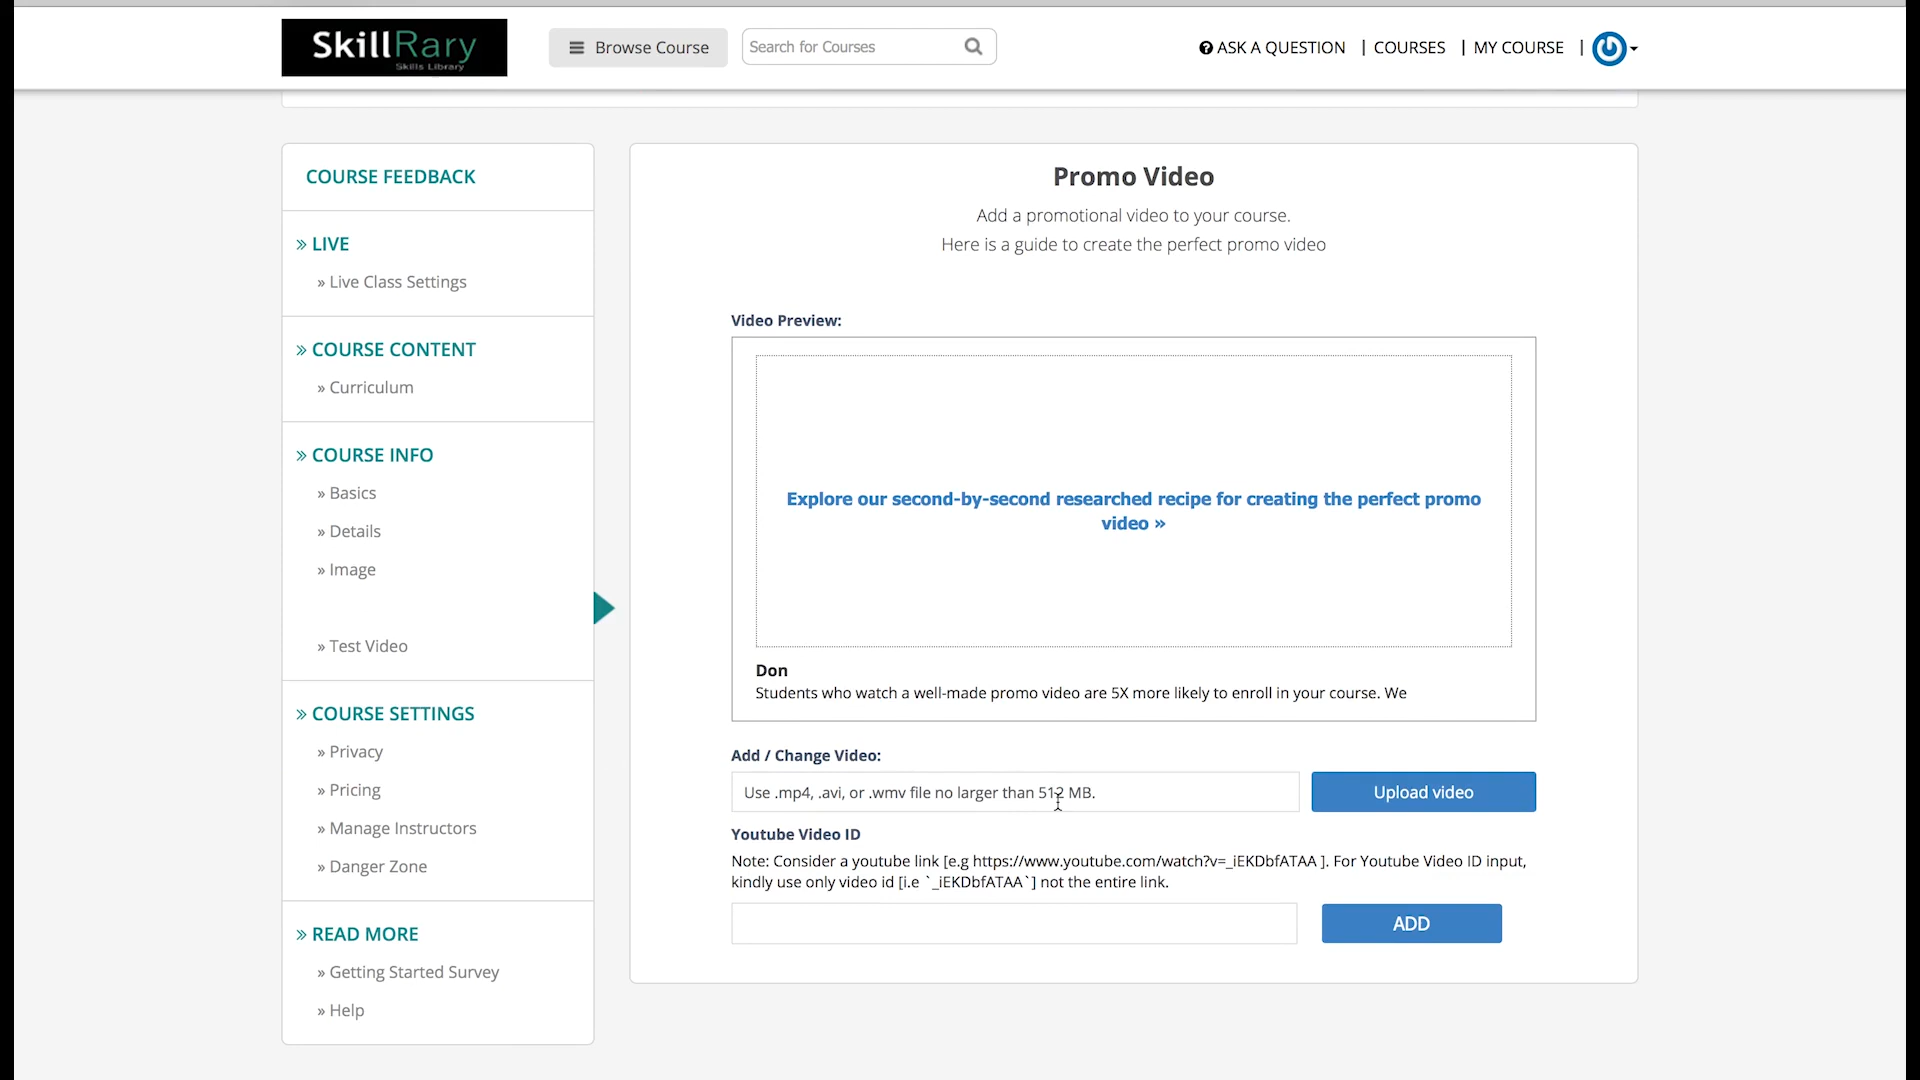 SkillRary
Skills Library
Browse Course
Search for Courses
ASK A QUESTION | COURSES | MY COURSE |
COURSE FEEDBACK
» LIVE
» Live Class Settings
» COURSE CONTENT
» Curriculum
» COURSE INFO
» Basics
» Details
» Image
» Test Video
» COURSE SETTINGS
» Privacy
» Pricing
» Manage Instructors
» Danger Zone
» READ MORE
» Getting Started Survey
» Help
Promo Video
Add a promotional video to your course.
Here is a guide to create the perfect promo video
Video Preview:
Explore our second-by-second researched recipe for creating the perfect promo
video »
Don
Students who watch a well-made promo video are 5X more likely to enroll in your course. We
Add / Change Video:
Use .mp4, .avi, or .wmv file no larger than 512 MB.
Upload video
Youtube Video ID
Note: Consider a youtube link [e.g https://www.youtube.com/watch?v=_iEKDbfATAA ]. For Youtube Video ID input,
kindly use only video id [i.e `_iEKDbfATAA`] not the entire link.
ADD